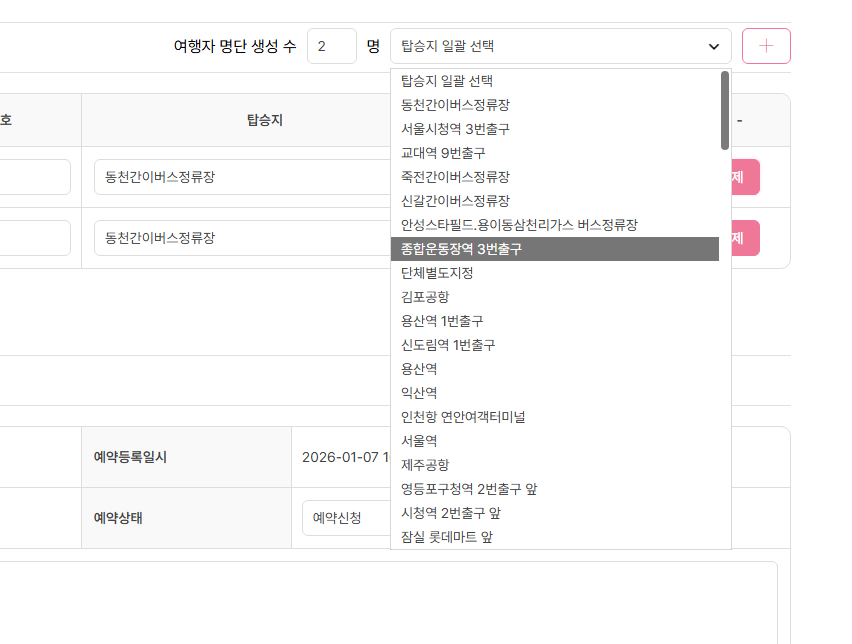 여행자 명단 생성 수 2 명 탑승지 일괄 선택
탑승지 일괄 선택
동천간이버스정류장
서울시청역 3번출구
교대역 9번출구
죽전간이버스정류장
신갈간이버스정류장
안성스타필드.용이동삼천리가스 버스정류장
종합운동장역 3번출구
단체별도지정
김포공항
용산역 1번출구
신도림역 1번출구
용산역
익산역
인천항 연안여객터미널
서울역
제주공항
영등포구청역 2번출구 앞
시청역 2번출구 앞
잠실 롯데마트 앞
호 탑승지 -
동천간이버스정류장 제
동천간이버스정류장 제
예약등록일시 2026-01-07
예약상태 예약신청